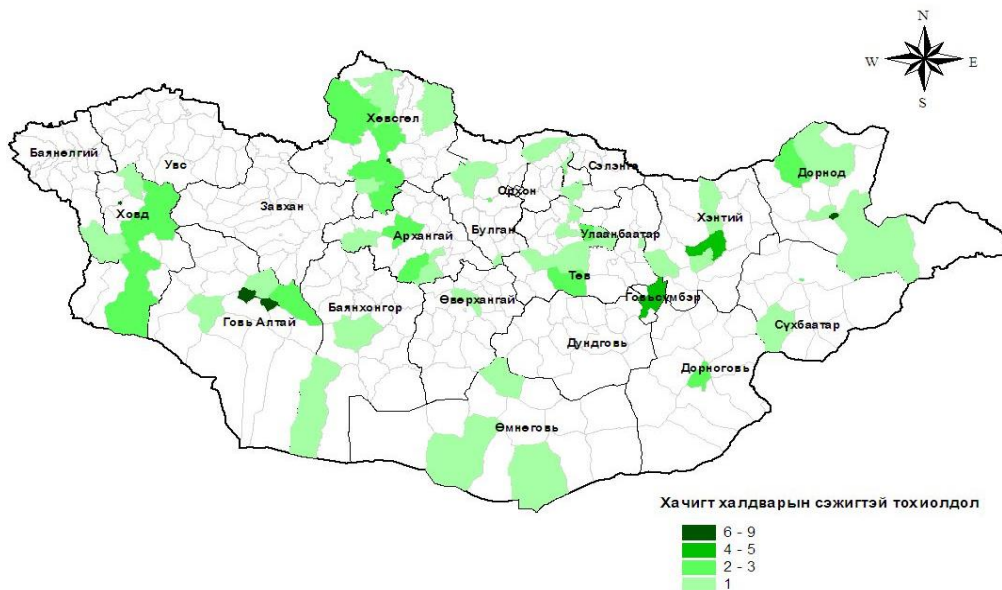 N
W E
S
Хөвсгөл
Баянөлгий
Увс
Сэлэнгэ
Дорнод
Орхон
Ховд
Завхан
Хэнтий
Архангай
Булган
Улаанбаатар
Төв
Говьсүмбэр
Баянхонгор
Өвөрхангай
Говь Алтай
Сүхбаатар
Дундговь
Дорноговь
Өмнөговь
Хачигт халдварын сэжигтэй тохиолдол
6 - 9
4 - 5
2 - 3
1